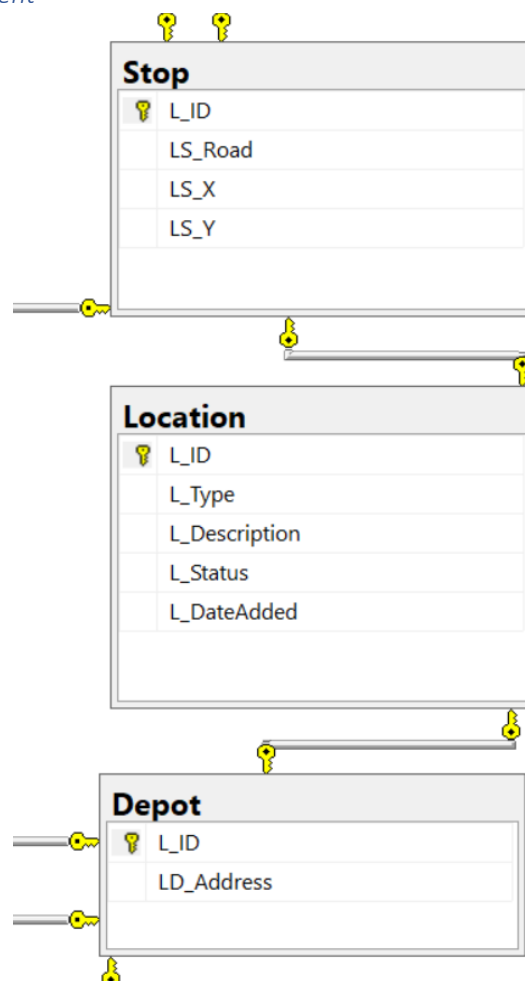 Stop
L_ID
LS_Road
LS_X
LS_Y
Location
L_ID
L_Type
L_Description
L_Status
L_DateAdded
Depot
L_ID
LD_Address